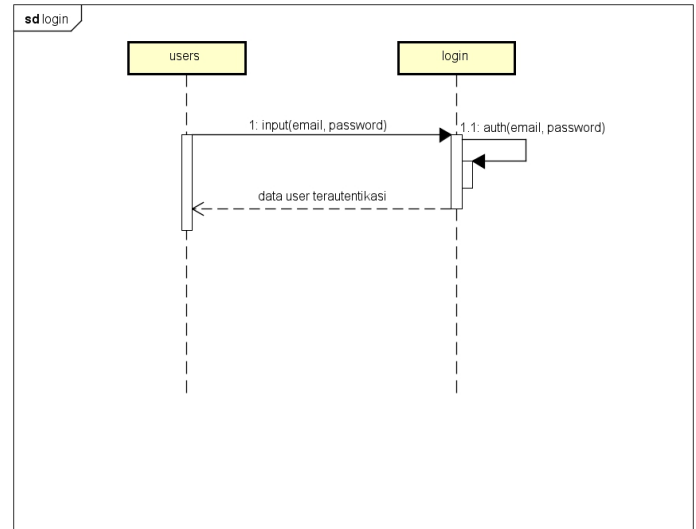 sd login
users
login
1: input(email, password)
1.1: auth(email, password)
data user terautentikasi